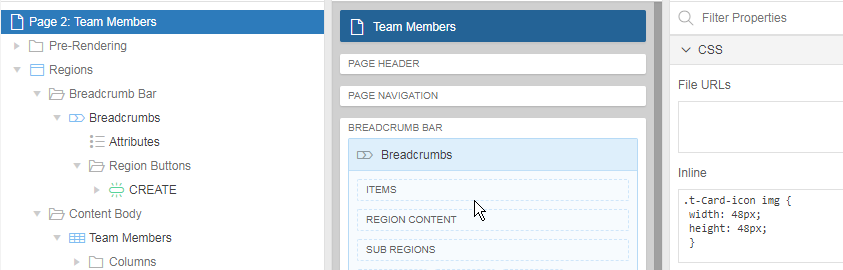 Page 2: Team Members
Pre-Rendering
Regions
Breadcrumb Bar
Breadcrumbs
Attributes
Region Buttons
CREATE
Content Body
Team Members
Columns
Team Members
PAGE HEADER
PAGE NAVIGATION
BREADCRUMB BAR
Breadcrumbs
ITEMS
REGION CONTENT
SUB REGIONS
Filter Properties
CSS
File URLs
Inline
.t-Card-icon img {
width: 48px;
height: 48px;
}